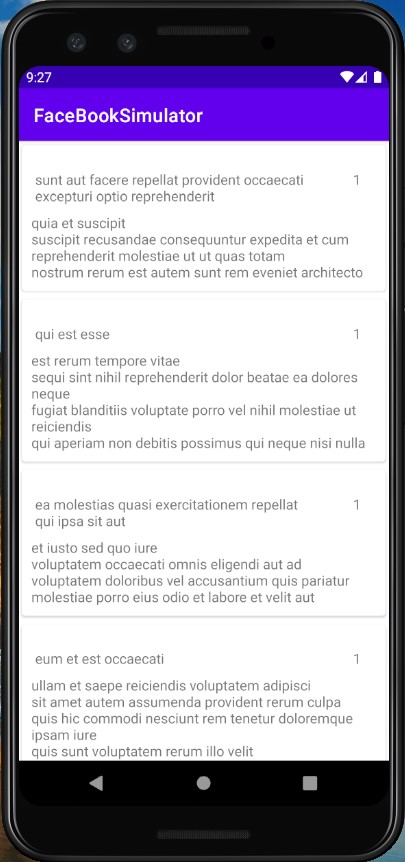 9:27
FaceBookSimulator
sunt aut facere repellat provident occaecati 1
excepturi optio reprehenderit
quia et suscipit
suscipit recusandae consequuntur expedita et cum
reprehenderit molestiae ut ut quas totam
nostrum rerum est autem sunt rem eveniet architecto
qui est esse 1
est rerum tempore vitae
sequi sint nihil reprehenderit dolor beatae ea dolores
neque
fugiat blanditiis voluptate porro vel nihil molestiae ut
reiciendis
qui aperiam non debitis possimus qui neque nisi nulla
ea molestias quasi exercitationem repellat 1
qui ipsa sit aut
et iusto sed quo iure
voluptatem occaecati omnis eligendi aut ad
voluptatem doloribus vel accusantium quis pariatur
molestiae porro eius odio et labore et velit aut
eum et est occaecati 1
ullam et saepe reiciendis voluptatem adipisci
sit amet autem assumenda provident rerum culpa
quis hic commodi nesciunt rem tenetur doloremque
ipsam iure
quis sunt voluptatem rerum illo velit